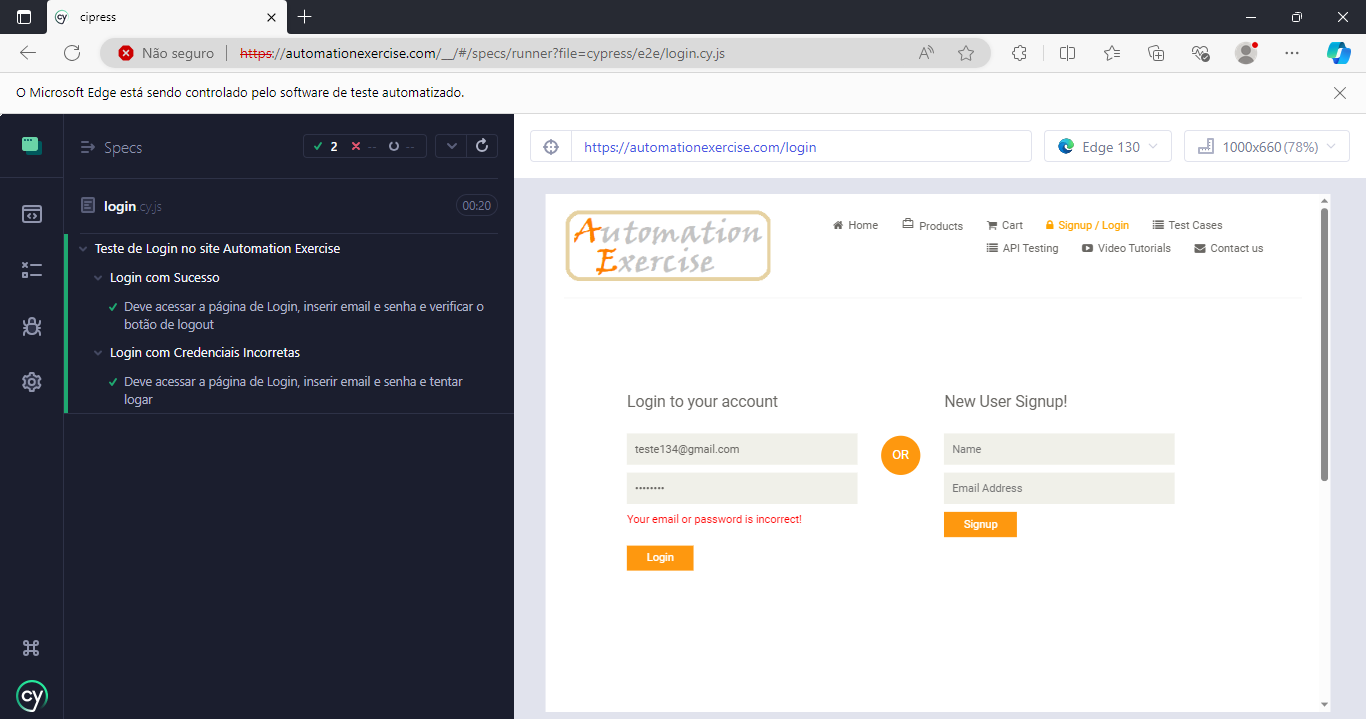 cipress
Não seguro
https://automationexercise.com/__/#/specs/runner?file=cypress/e2e/login.cy.js
O Microsoft Edge está sendo controlado pelo software de teste automatizado.
Specs
2 -- --
login.cy.js
00:20
Teste de Login no site Automation Exercise
Login com Sucesso
Deve acessar a página de Login, inserir email e senha e verificar o
botão de logout
Login com Credenciais Incorretas
Deve acessar a página de Login, inserir email e senha e tentar
logar
cy
https://automationexercise.com/login
Edge 130
1000x660 (78%)
Automation
Exercise
Home
Products
Cart
Signup / Login
Test Cases
API Testing
Video Tutorials
Contact us
Login to your account
teste134@gmail.com
••••••••
Your email or password is incorrect!
Login
OR
New User Signup!
Name
Email Address
Signup